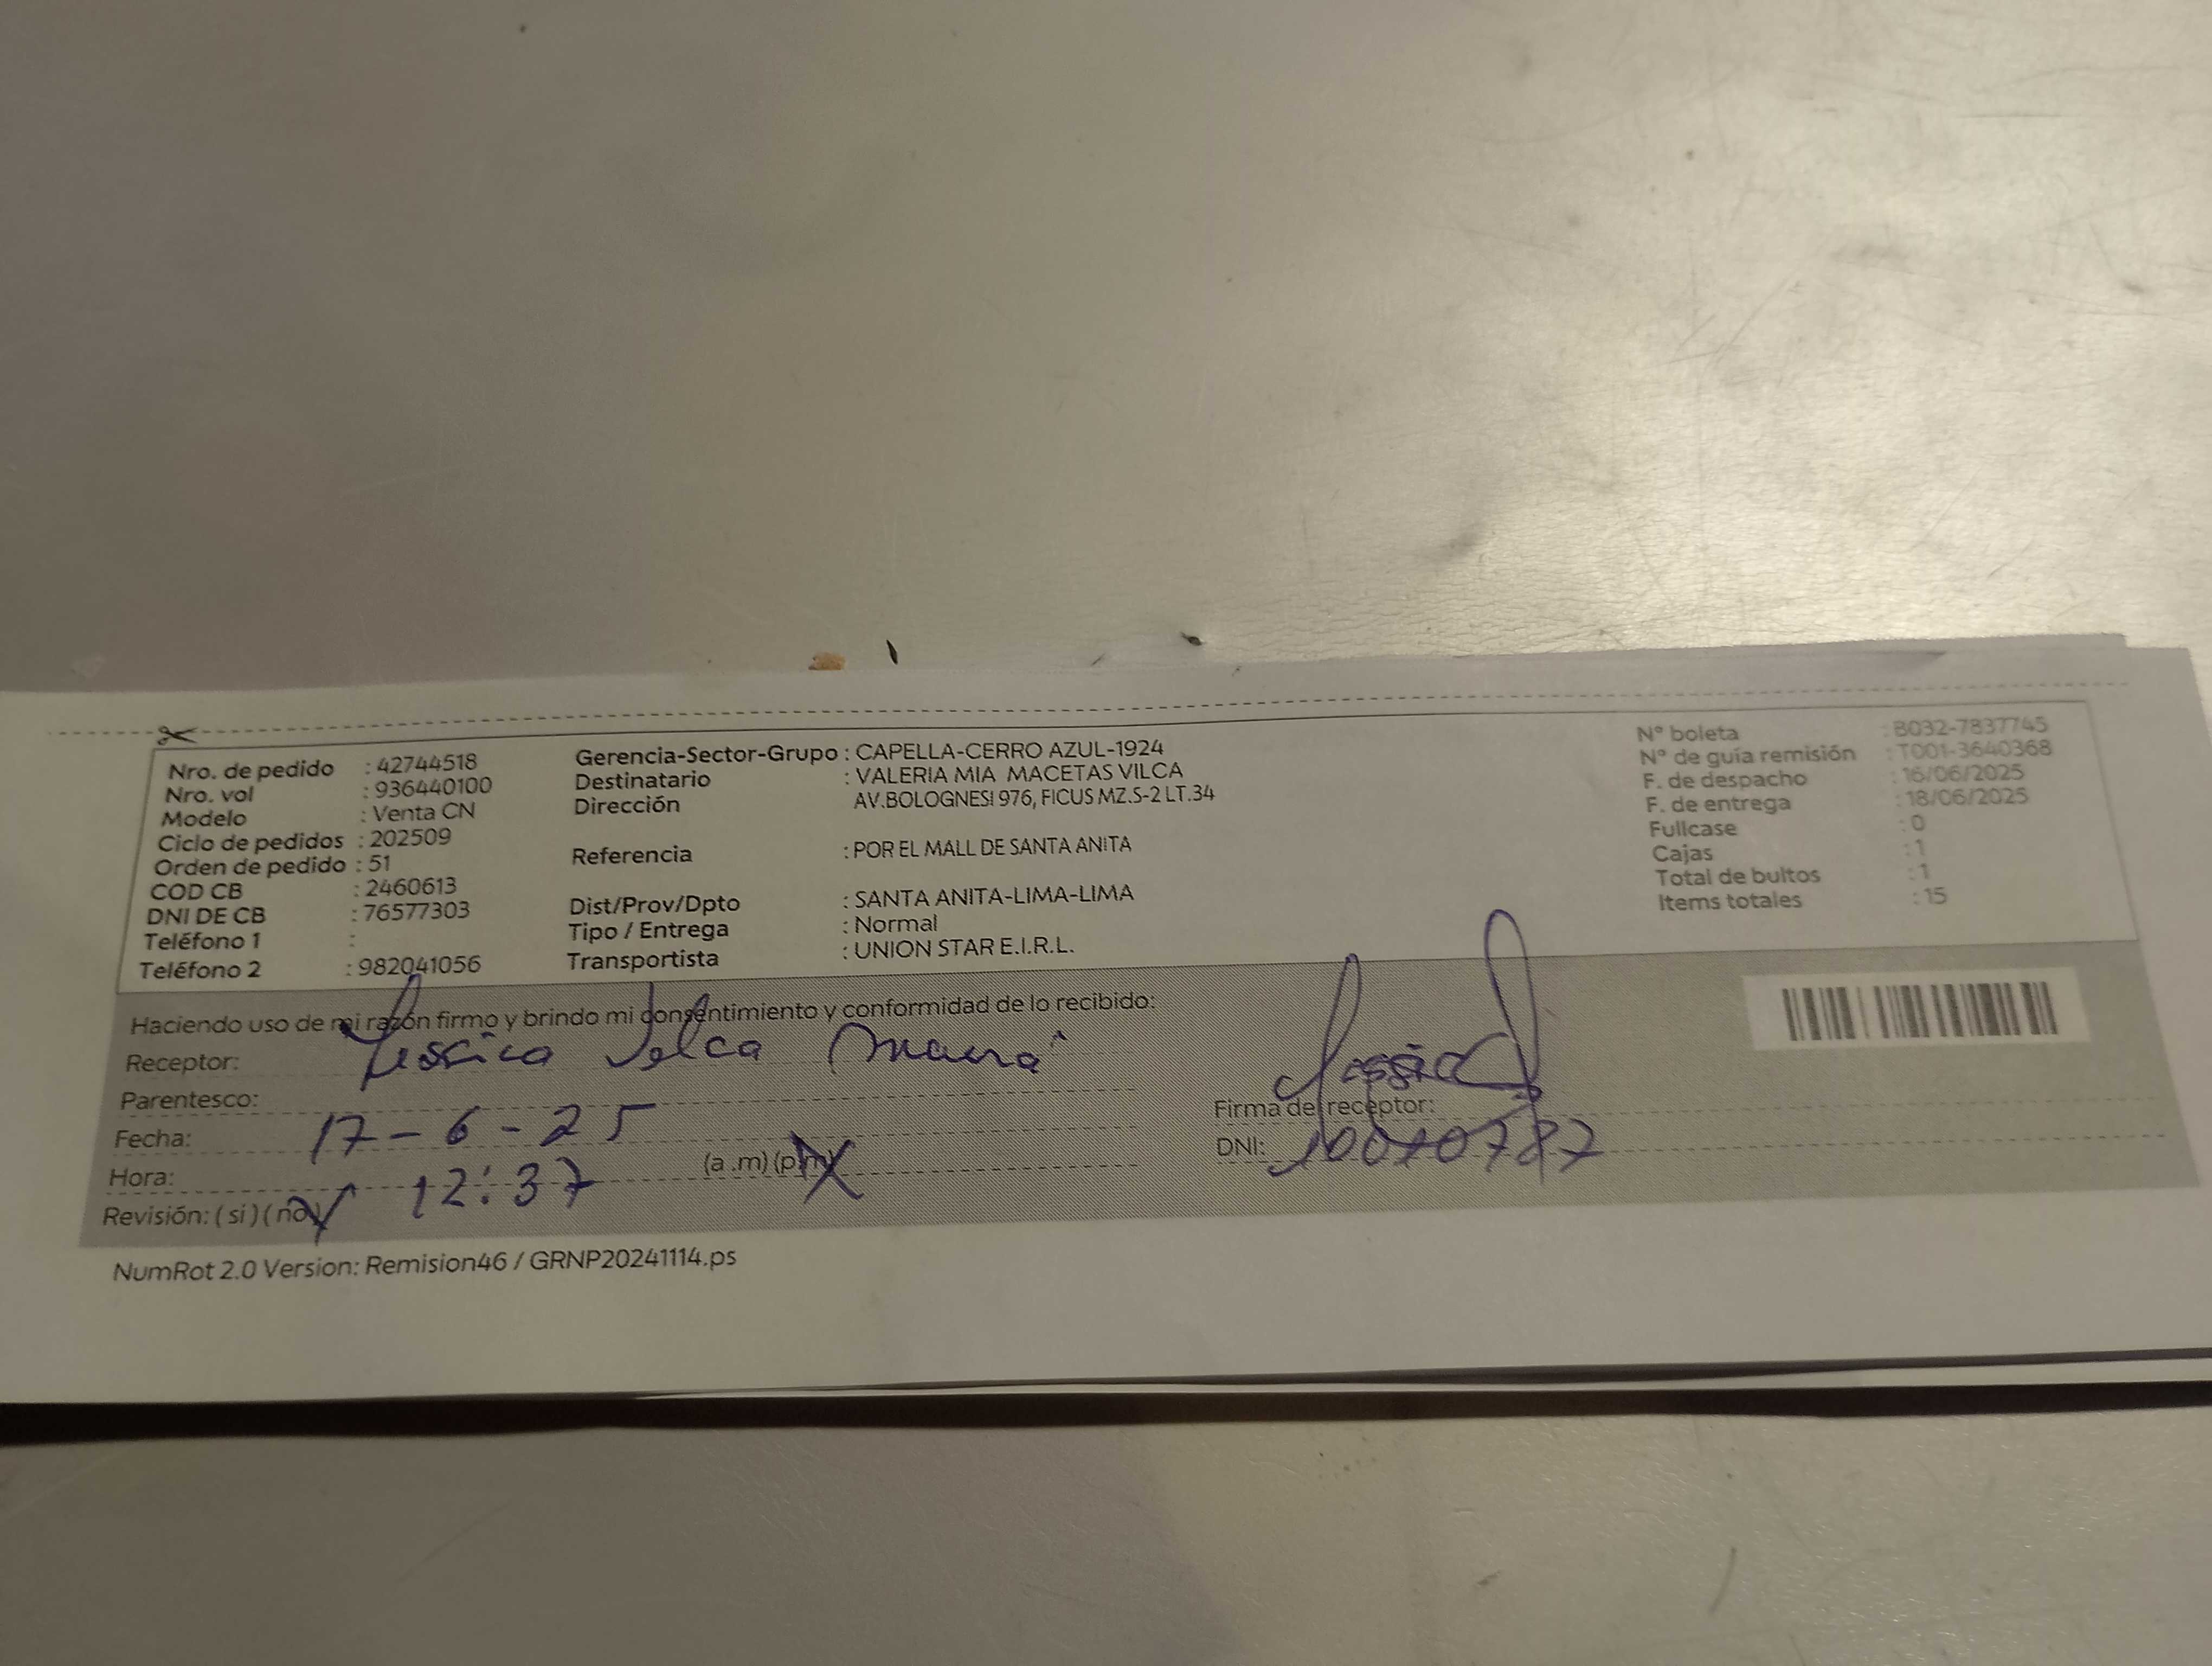 Nro. de pedido : 42744518
Nro. vol : 936440100
Modelo : Venta CN
Ciclo de pedidos : 202509
Orden de pedido : 51
COD CB : 2460613
DNI DE CB : 76577303
Teléfono 1 :
Teléfono 2 : 982041056
Gerencia-Sector-Grupo : CAPELLA-CERRO AZUL-1924
Destinatario : VALERIA MIA MACETAS VILCA
Dirección AV.BOLOGNESI 976, FICUS MZ.S-2 LT.34
Referencia : POR EL MALL DE SANTA ANITA
Dist/Prov/Dpto : SANTA ANITA-LIMA-LIMA
Tipo / Entrega : Normal
Transportista : UNION STAR E.I.R.L.
N° boleta : B032-7837745
N° de guía remisión : T001-3640368
F. de despacho : 16/06/2025
F. de entrega : 18/06/2025
Fullcase : 0
Cajas : 1
Total de bultos : 1
Items totales : 15
Haciendo uso de mi razón firmo y brindo mi consentimiento y conformidad de lo recibido:
Receptor:
Parentesco:
Fecha: 17-6-25
Hora: 12:37 (a.m) (p.m)
Revisión: (si) (no)
Firma del receptor:
DNI:
NumRot 2.0 Version: Remision46 / GRNP20241114.ps